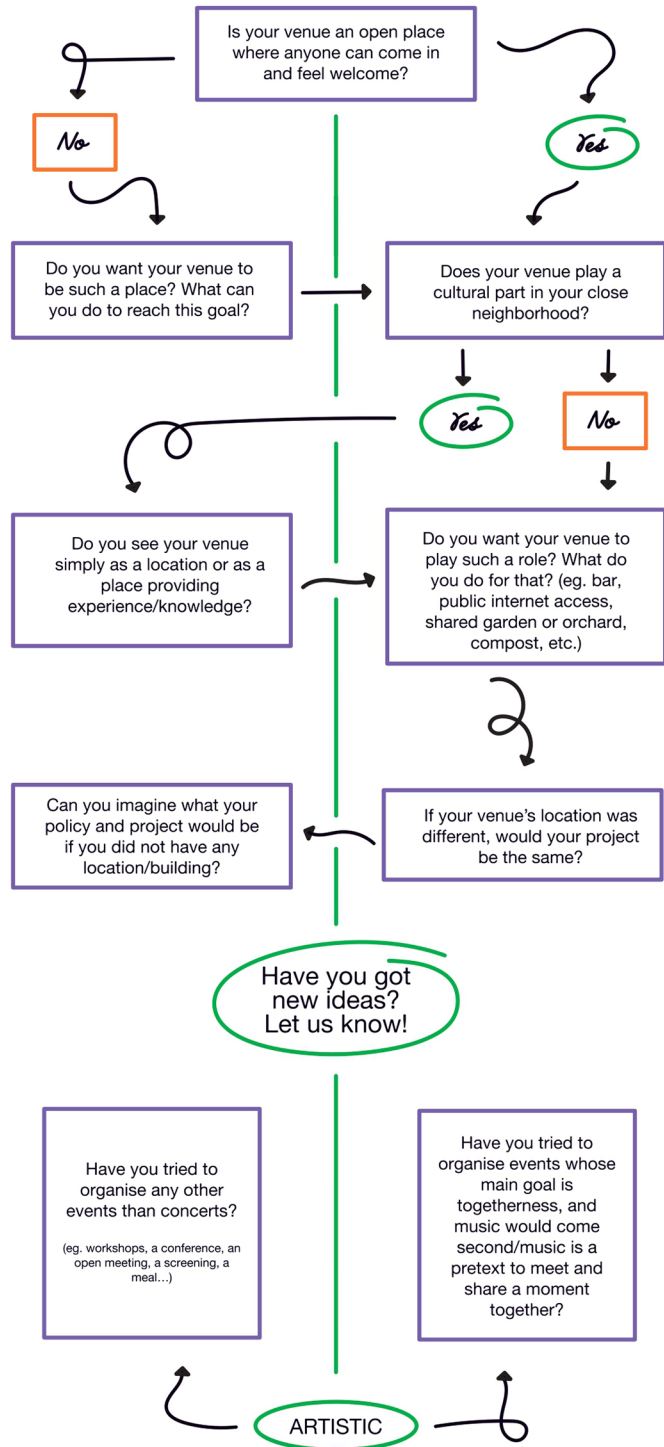 Is your venue an open place
where anyone can come in
and feel welcome?
No
Yes
Do you want your venue to
be such a place? What can
you do to reach this goal?
Does your venue play a
cultural part in your close
neighborhood?
Yes
No
Do you see your venue
simply as a location or as a
place providing
experience/knowledge?
Do you want your venue to
play such a role? What do
you do for that? (eg. bar,
public internet access,
shared garden or orchard,
compost, etc.)
Can you imagine what your
policy and project would be
if you did not have any
location/building?
If your venue's location was
different, would your project
be the same?
Have you got
new ideas?
Let us know!
Have you tried to
organise any other
events than concerts?
(eg. workshops, a conference, an
open meeting, a screening, a
meal...)
Have you tried to
organise events whose
main goal is
togetherness, and
music would come
second/music is a
pretext to meet and
share a moment
together?
ARTISTIC